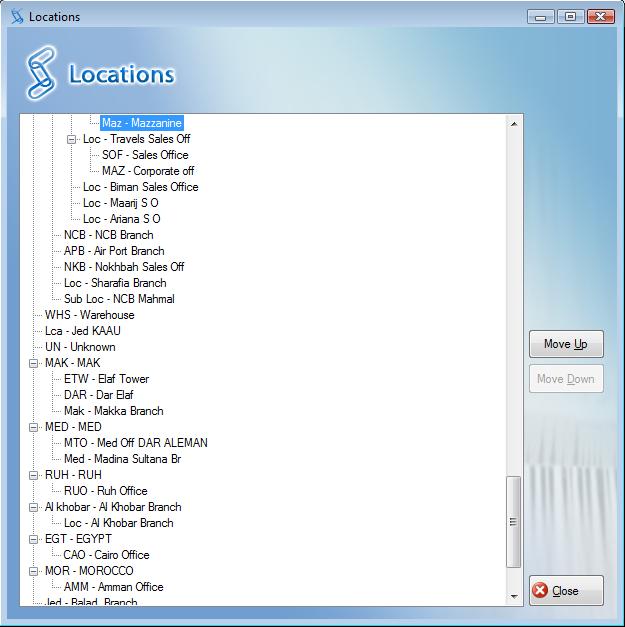 Locations
Locations
Maz - Mazzanine
Loc - Travels Sales Off
SOF - Sales Office
MAZ - Corporate off
Loc - Biman Sales Office
Loc - Maarij S O
Loc - Ariana S O
NCB - NCB Branch
APB - Air Port Branch
NKB - Nokhbah Sales Off
Loc - Sharafia Branch
Sub Loc - NCB Mahmal
WHS - Warehouse
Lca - Jed KAAU
UN - Unknown
MAK - MAK
ETW - Elaf Tower
DAR - Dar Elaf
Mak - Makka Branch
MED - MED
MTO - Med Off DAR ALEMAN
Med - Madina Sultana Br
RUH - RUH
RUO - Ruh Office
Al khobar - Al Khobar Branch
Loc - Al Khobar Branch
EGT - EGYPT
CAO - Cairo Office
MOR - MOROCCO
AMM - Amman Office
Jed - Balad Branch
Move Up
Move Down
Close